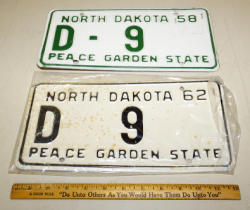 NORTH DAKOTA 58
D - 9
PEACE GARDEN STATE
NORTH DAKOTA 62
D 9
PEACE GARDEN STATE
"Do Unto Others As You Would Have Them Do Unto You"